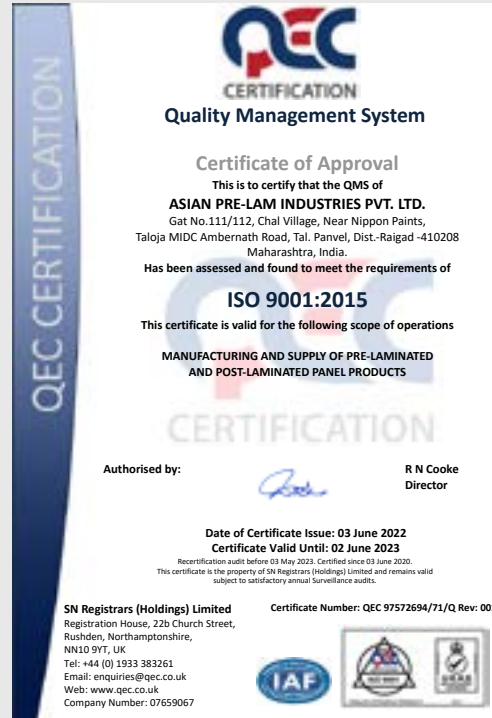 QEC
CERTIFICATION
QEC CERTIFICATION
Quality Management System
Certificate of Approval
This is to certify that the QMS of
ASIAN PRE-LAM INDUSTRIES PVT. LTD.
Gat No.111/112, Chal Village, Near Nippon Paints,
Taloja MIDC Ambernath Road, Tal. Panvel, Dist.-Raigad -410208
Maharashtra, India.
Has been assessed and found to meet the requirements of
ISO 9001:2015
This certificate is valid for the following scope of operations
MANUFACTURING AND SUPPLY OF PRE-LAMINATED
AND POST-LAMINATED PANEL PRODUCTS
CERTIFICATION
Authorised by:
R N Cooke
Director
Date of Certificate Issue: 03 June 2022
Certificate Valid Until: 02 June 2023
Recertification audit before 03 May 2023. Certified since 03 June 2020.
This certificate is the property of SN Registrars (Holdings) Limited and remains valid
subject to satisfactory annual Surveillance audits.
SN Registrars (Holdings) Limited
Certificate Number: QEC 97572694/71/Q Rev: 00
Registration House, 22b Church Street,
Rushden, Northamptonshire,
NN10 9YT, UK
Tel: +44 (0) 1933 383261
Email: enquiries@qec.co.uk
Web: www.qec.co.uk
Company Number: 07659067
IAF
UKAS